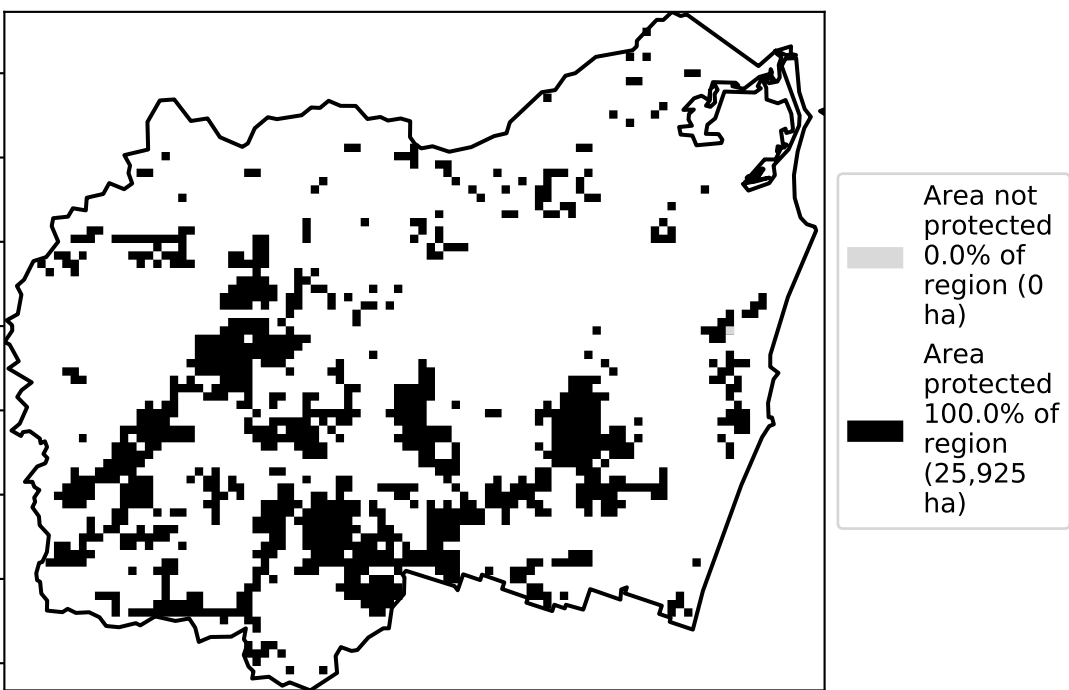 Area not
protected
0.0% of
region (0
ha)
Area
protected
100.0% of
region
(25,925
ha)